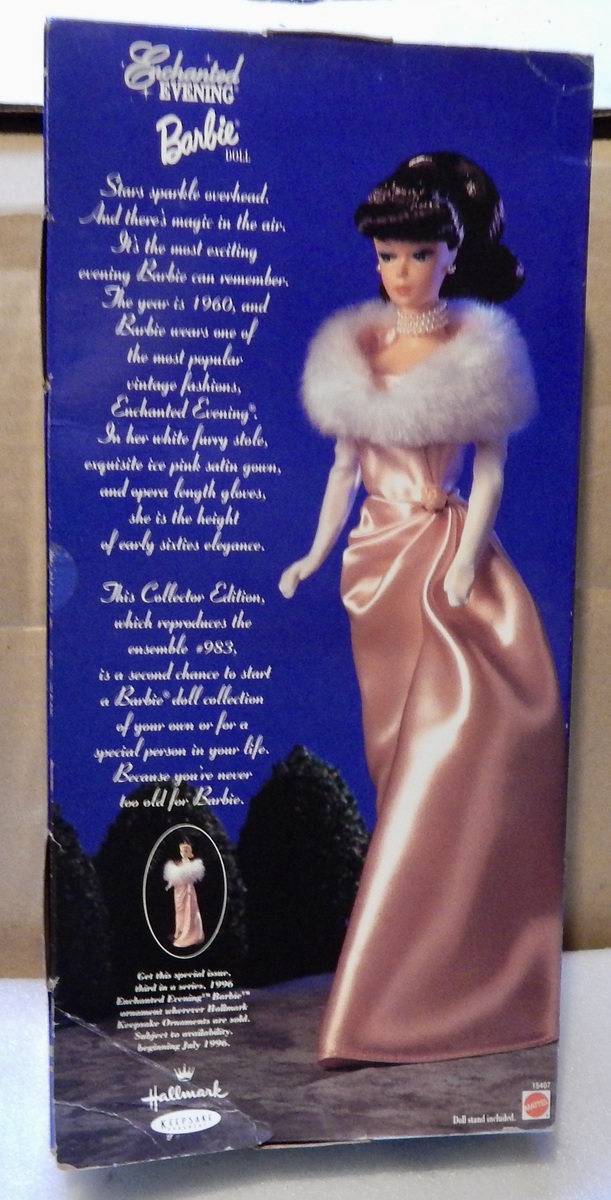 Enchanted
EVENING®
Barbie®
DOLL
Stars sparkle overhead.
And there's magic in the air.
It's the most exciting
evening Barbie can remember.
The year is 1960, and
Barbie wears one of
the most popular
vintage fashions,
Enchanted Evening®.
In her white furry stole,
exquisite ice pink satin gown,
and opera length gloves,
she is the height
of early sixties elegance.
This Collector Edition,
which reproduces the
ensemble #983,
is a second chance to start
a Barbie® doll collection
of your own or for a
special person in your life.
Because you're never
too old for Barbie.
Get this special issue,
third in a series, 1996
Enchanted Evening™ Barbie™
ornament wherever Hallmark
Keepsake Ornaments are sold.
Subject to availability,
beginning July 1996.
Hallmark
KEEPSAKE
15407
MATTEL
Doll stand included.